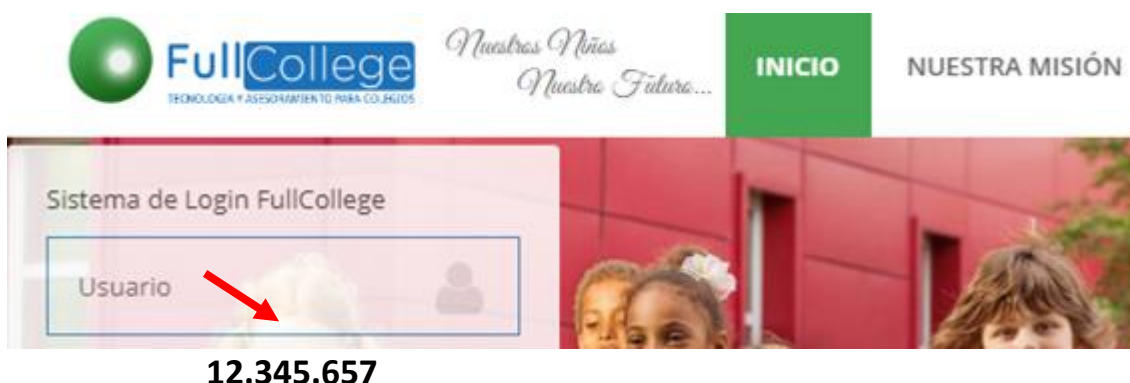 FullCollege
TECNOLOGIA Y ASESORAMIENTO PARA COLEGIOS
Nuestros Niños
Nuestro Futuro...
INICIO
NUESTRA MISIÓN
Sistema de Login FullCollege
Usuario
12.345.657